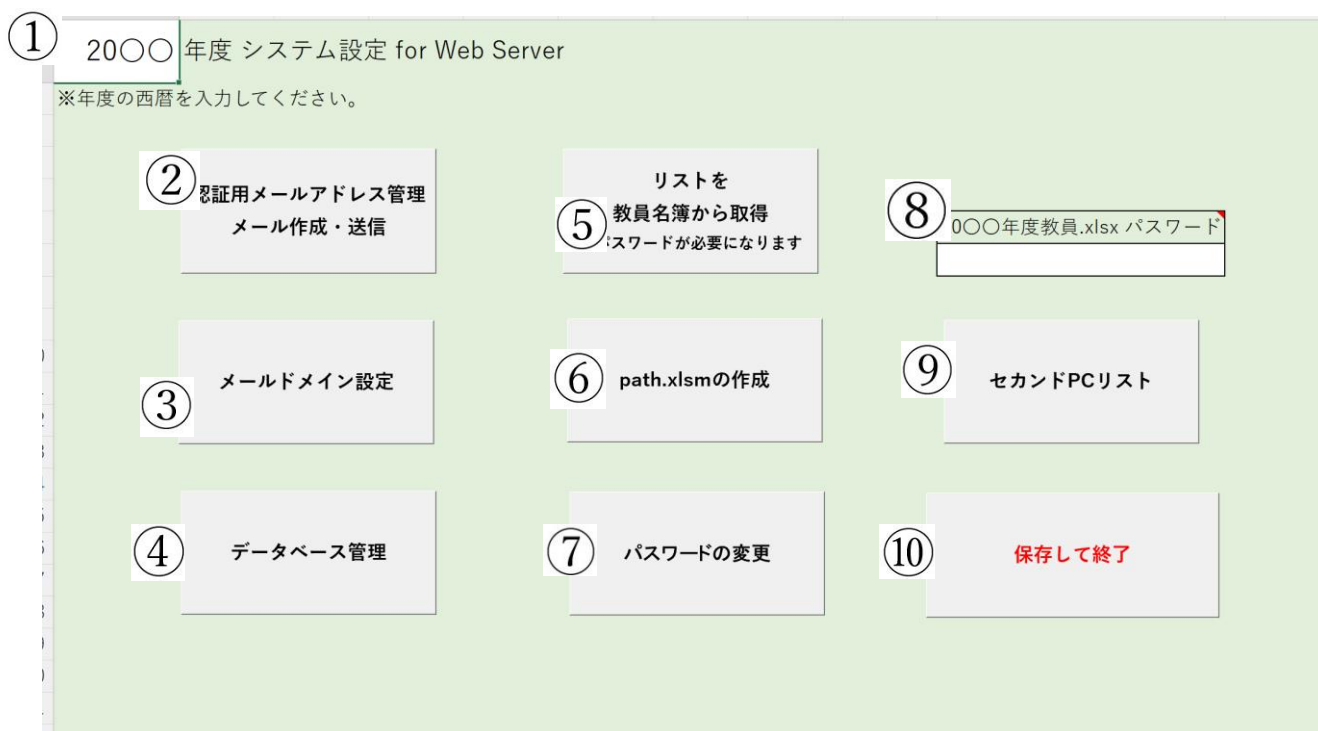 ① 20○○ 年度 システム設定 for Web Server
※年度の西暦を入力してください。
②
認証用メールアドレス管理
メール作成・送信
⑤
リストを
教員名簿から取得
パスワードが必要になります
⑧
0○○年度教員.xlsx パスワード
③ メールドメイン設定
⑥ path.xlsmの作成
⑨ セカンドPCリスト
④ データベース管理
⑦ パスワードの変更
⑩ 保存して終了